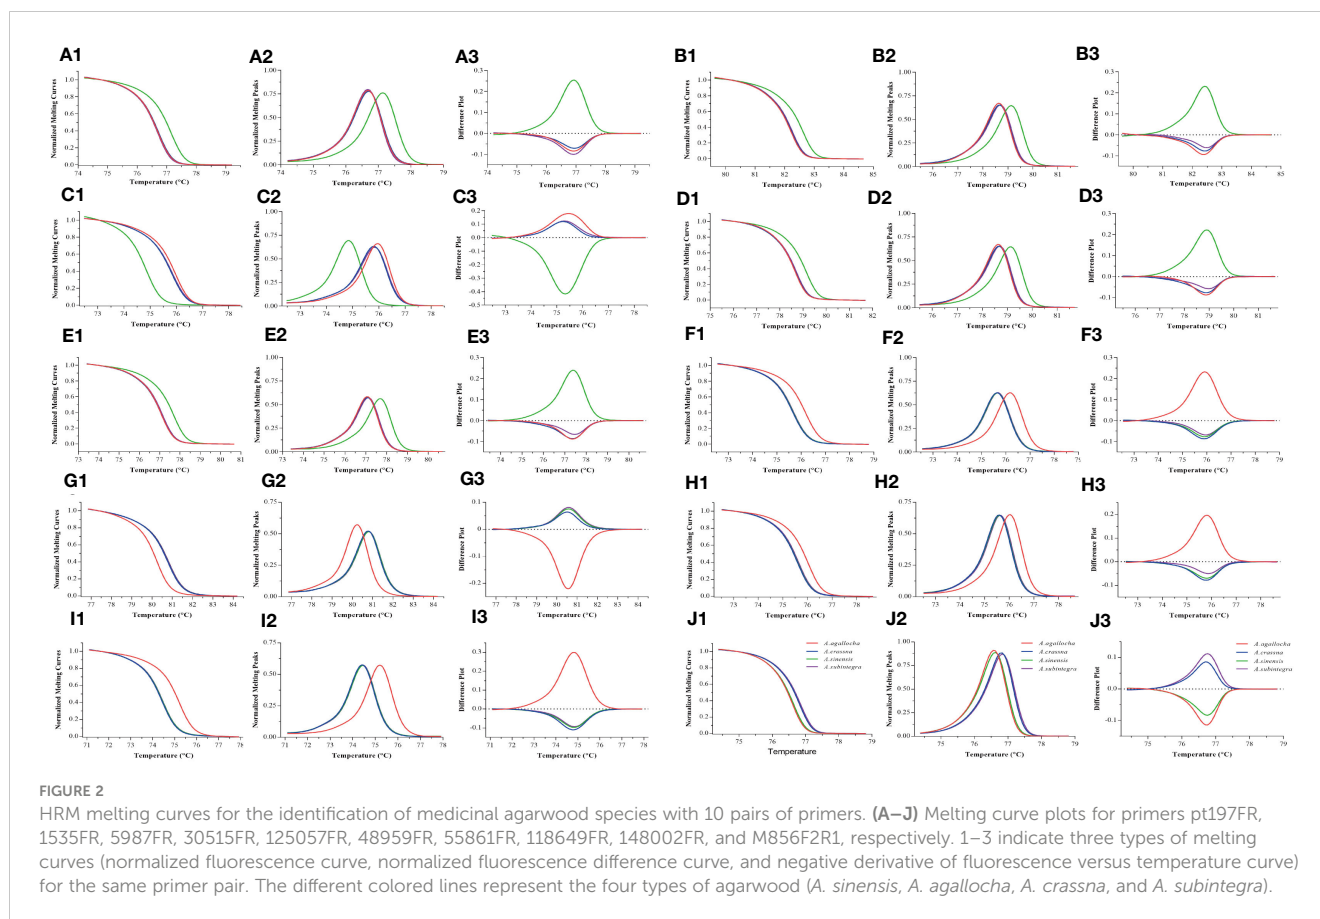 A1
A2
A3
B1
B2
B3
Normalized Melting Curves
Normalized Melting Peaks
Difference Plot
Temperature (°C)
C1
C2
C3
D1
D2
D3
E1
E2
E3
F1
F2
F3
G1
G2
G3
H1
H2
H3
I1
I2
I3
J1
J2
J3
A.agallocha
A.crassna
A.sinensis
A.subintegra
Temperature
FIGURE 2
HRM melting curves for the identification of medicinal agarwood species with 10 pairs of primers. (A–J) Melting curve plots for primers pt197FR,
1535FR, 5987FR, 30515FR, 125057FR, 48959FR, 55861FR, 118649FR, 148002FR, and M856F2R1, respectively. 1–3 indicate three types of melting
curves (normalized fluorescence curve, normalized fluorescence difference curve, and negative derivative of fluorescence versus temperature curve)
for the same primer pair. The different colored lines represent the four types of agarwood (A. sinensis, A. agallocha, A. crassna, and A. subintegra).